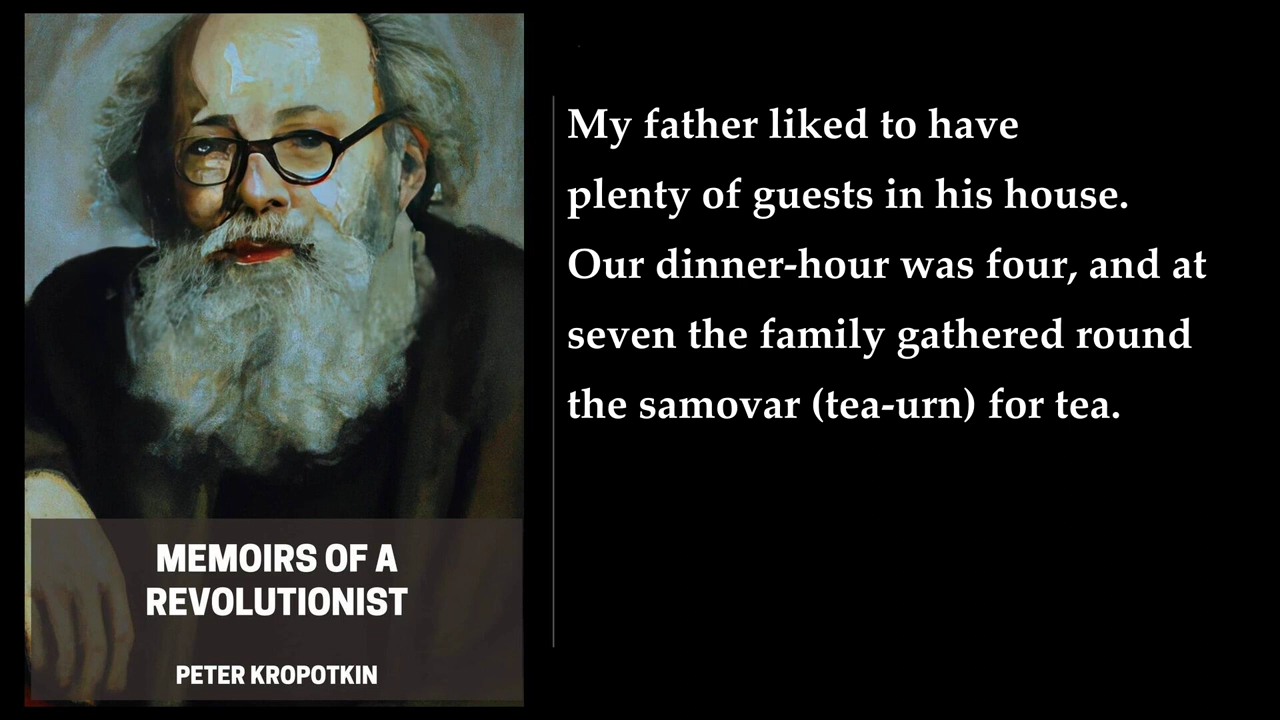 My father liked to have
plenty of guests in his house.
Our dinner-hour was four, and at
seven the family gathered round
the samovar (tea-urn) for tea.
MEMOIRS OF A
REVOLUTIONIST
PETER KROPOTKIN